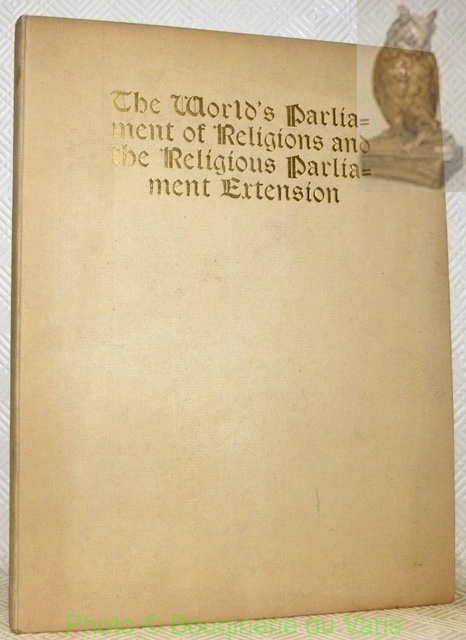 The World's Parlia=
ment of Religions and
the Religious Parlia=
ment Extension
Photo © Bouquinerie du Varis